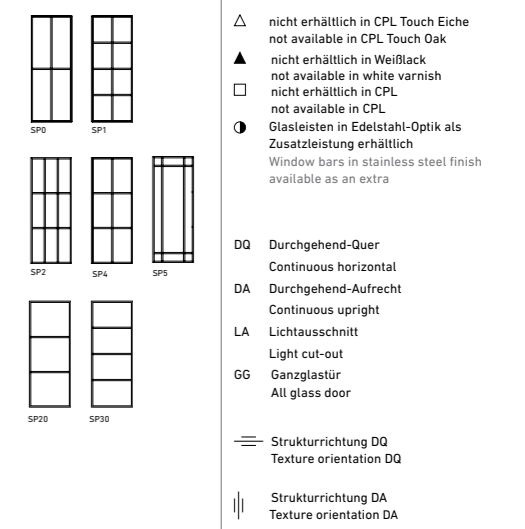 SP0 SP1
SP2 SP4 SP5
SP20 SP30
nicht erhältlich in CPL Touch Eiche
not available in CPL Touch Oak
nicht erhältlich in Weißlack
not available in white varnish
nicht erhältlich in CPL
not available in CPL
Glasleisten in Edelstahl-Optik als
Zusatzleistung erhältlich
Window bars in stainless steel finish
available as an extra
DQ Durchgehend-Quer
Continuous horizontal
DA Durchgehend-Aufrecht
Continuous upright
LA Lichtausschnitt
Light cut-out
GG Ganzglastür
All glass door
Strukturrichtung DQ
Texture orientation DQ
Strukturrichtung DA
Texture orientation DA